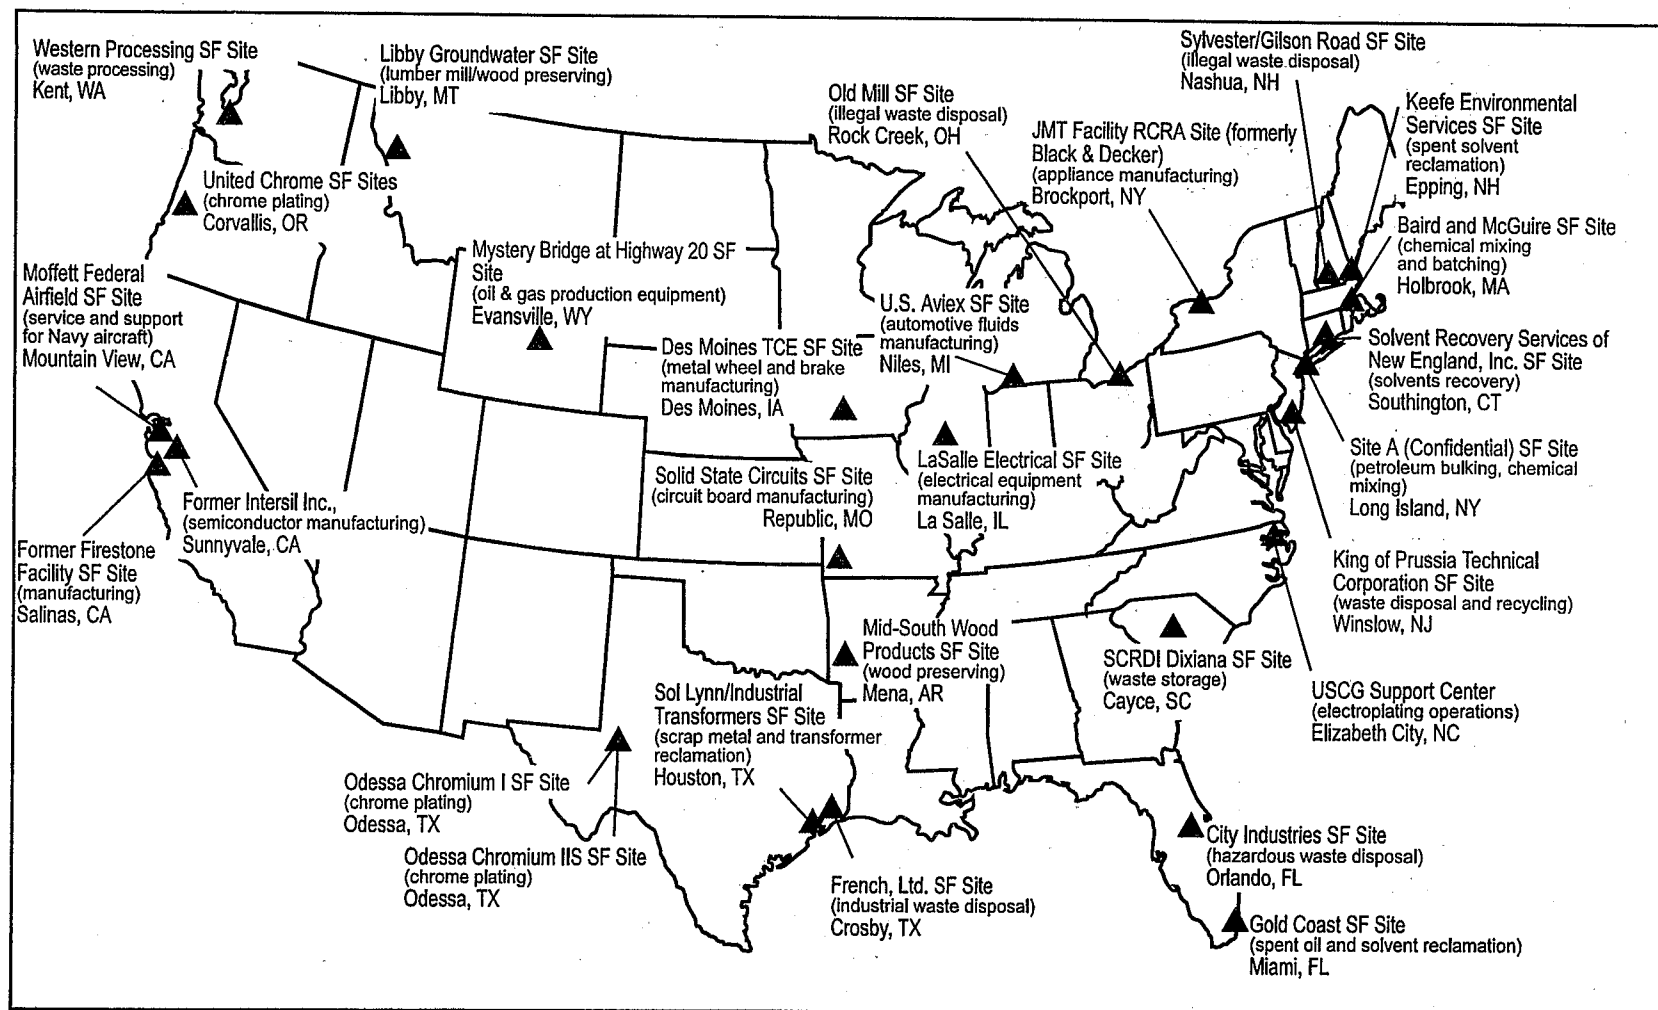 Western Processing SF Site
(waste processing)
Kent, WA
Libby Groundwater SF Site
(lumber mill/wood preserving)
Libby, MT
Old Mill SF Site
(illegal waste disposal)
Rock Creek, OH
Sylvester/Gilson Road SF Site
(illegal waste disposal)
Nashua, NH
JMT Facility RCRA Site (formerly
Black & Decker)
(appliance manufacturing)
Brockport, NY
Keefe Environmental
Services SF Site
(spent solvent
reclamation)
Epping, NH
United Chrome SF Sites
(chrome plating)
Corvallis, OR
Baird and McGuire SF Site
(chemical mixing
and batching)
Holbrook, MA
Mystery Bridge at Highway 20 SF
Site
(oil & gas production equipment)
Evansville, WY
Moffett Federal
Airfield SF Site
(service and support
for Navy aircraft)
Mountain View, CA
U.S. Aviex SF Site
(automotive fluids
manufacturing)
Niles, MI
Des Moines TCE SF Site
(metal wheel and brake
manufacturing)
Des Moines, IA
Solvent Recovery Services of
New England, Inc. SF Site
(solvents recovery)
Southington, CT
Site A (Confidential) SF Site
(petroleum bulking, chemical
mixing)
Long Island, NY
LaSalle Electrical SF Site
(electrical equipment
manufacturing)
La Salle, IL
Solid State Circuits SF Site
(circuit board manufacturing)
Republic, MO
Former Intersil Inc.,
(semiconductor manufacturing)
Sunnyvale, CA
Former Firestone
Facility SF Site
(manufacturing)
Salinas, CA
King of Prussia Technical
Corporation SF Site
(waste disposal and recycling)
Winslow, NJ
Mid-South Wood
Products SF Site
(wood preserving)
Mena, AR
SCRDI Dixiana SF Site
(waste storage)
Cayce, SC
USCG Support Center
(electroplating operations)
Elizabeth City, NC
Sol Lynn/Industrial
Transformers SF Site
(scrap metal and transformer
reclamation)
Houston, TX
Odessa Chromium I SF Site
(chrome plating)
Odessa, TX
Odessa Chromium IIS SF Site
(chrome plating)
Odessa, TX
French, Ltd. SF Site
(industrial waste disposal)
Crosby, TX
City Industries SF Site
(hazardous waste disposal)
Orlando, FL
Gold Coast SF Site
(spent oil and solvent reclamation)
Miami, FL